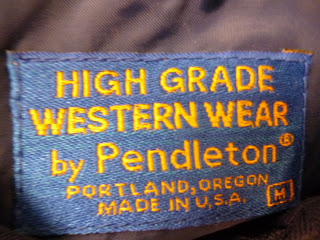 HIGH GRADE
WESTERN WEAR
by Pendleton®
PORTLAND, OREGON
MADE IN U.S.A. M